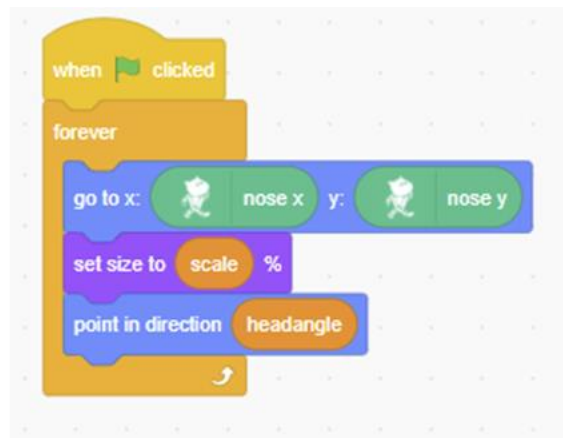 when clicked
forever
go to x: nose x y: nose y
set size to scale %
point in direction headangle